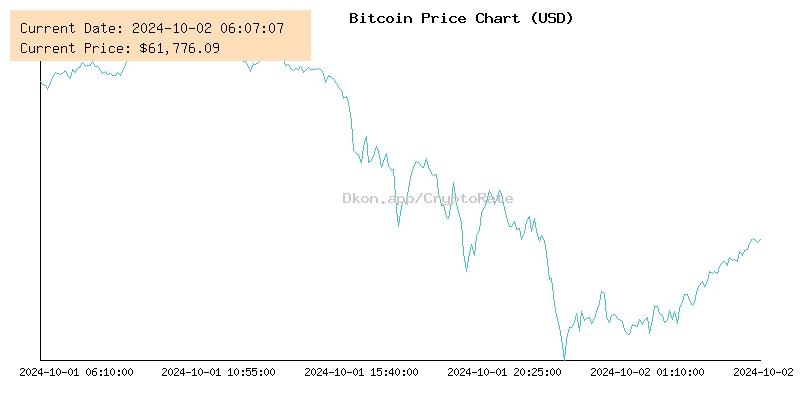 Bitcoin Price Chart (USD)
Current Date: 2024-10-02 06:07:07
Current Price: $61,776.09
Dkon.app/CryptoRate
2024-10-01 06:10:00 2024-10-01 10:55:00 2024-10-01 15:40:00 2024-10-01 20:25:00 2024-10-02 01:10:00 2024-10-02